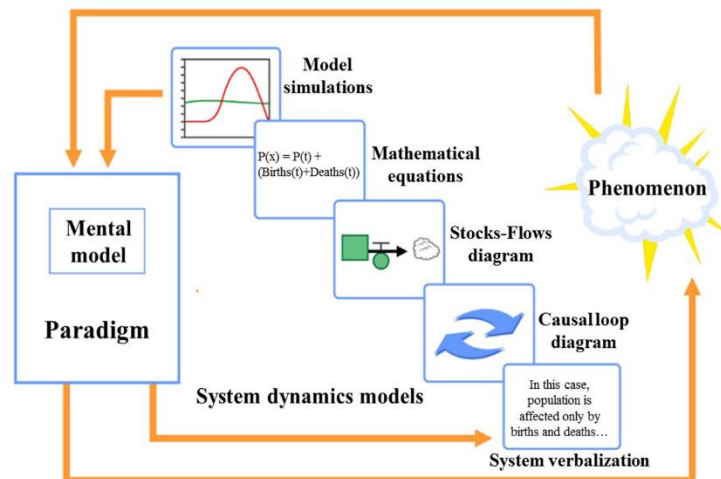 Model
simulations
P(x) = P(t) +
(Births(t)+Deaths(t))
Mathematical
equations
Phenomenon
Mental
model
Paradigm
Stocks-Flows
diagram
Causal loop
diagram
System dynamics models
In this case,
population is
affected only by
births and deaths…
System verbalization